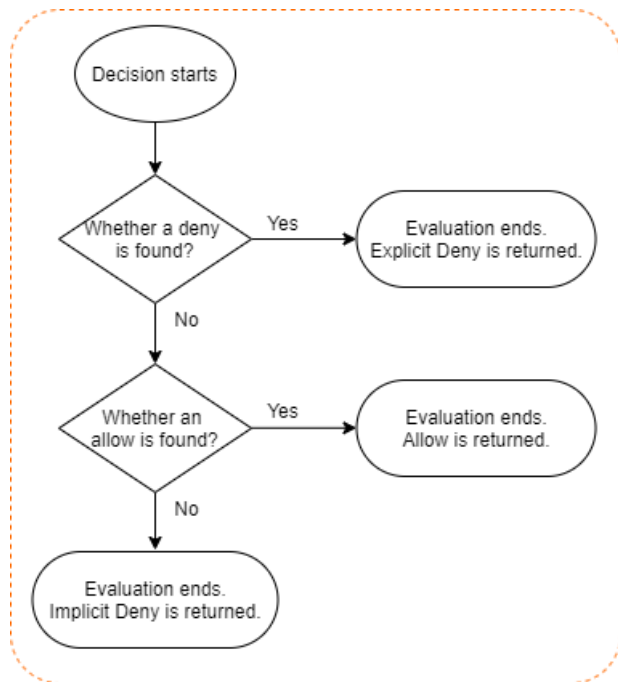 Decision starts
Whether a deny
is found?
Yes
Evaluation ends.
Explicit Deny is returned.
No
Whether an
allow is found?
Yes
Evaluation ends.
Allow is returned.
No
Evaluation ends.
Implicit Deny is returned.